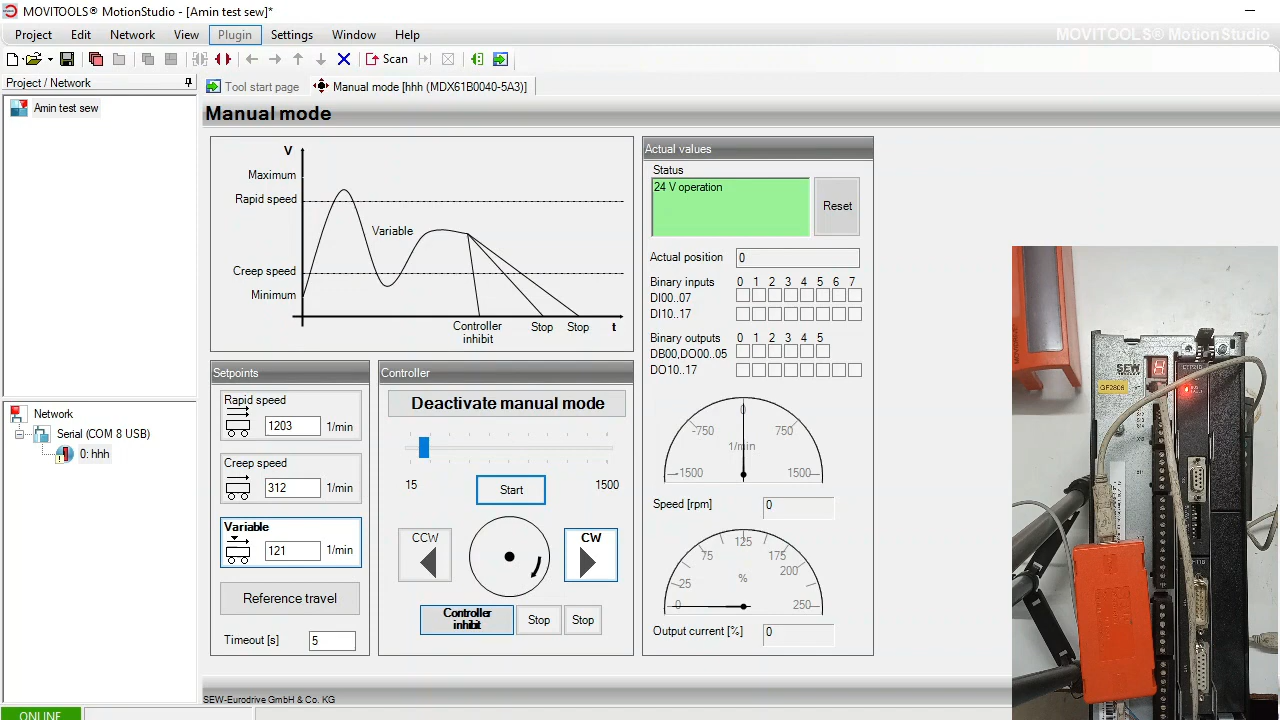 MOVITOOLS® MotionStudio - [Amin test sew]*
Project Edit Network View Plugin Settings Window Help
MOVITOOLS® MotionStudio
Scan
Project / Network
Tool start page
Manual mode [hhh (MDX61B0040-5A3)]
Amin test sew
Manual mode
V
Maximum
Rapid speed
Variable
Creep speed
Minimum
Controller inhibit
Stop
Stop
t
Actual values
Status
24 V operation
Reset
Actual position 0
Binary inputs 0 1 2 3 4 5 6 7
DI00..07
DI10..17
Binary outputs 0 1 2 3 4 5
DB00,DO00..05
DO10..17
0
-750 750
1/min
-1500 1500
Speed [rpm] 0
125
75 175
% 200
25
0 250
Output current [%] 0
Setpoints
Rapid speed
1203 1/min
Creep speed
312 1/min
Variable
121 1/min
Reference travel
Timeout [s] 5
Controller
Deactivate manual mode
15 1500
Start
CCW CW
Controller inhibit
Stop
Stop
Network
Serial (COM 8 USB)
0: hhh
SEW-Eurodrive GmbH & Co. KG
ONLINE
SEW
GF2806